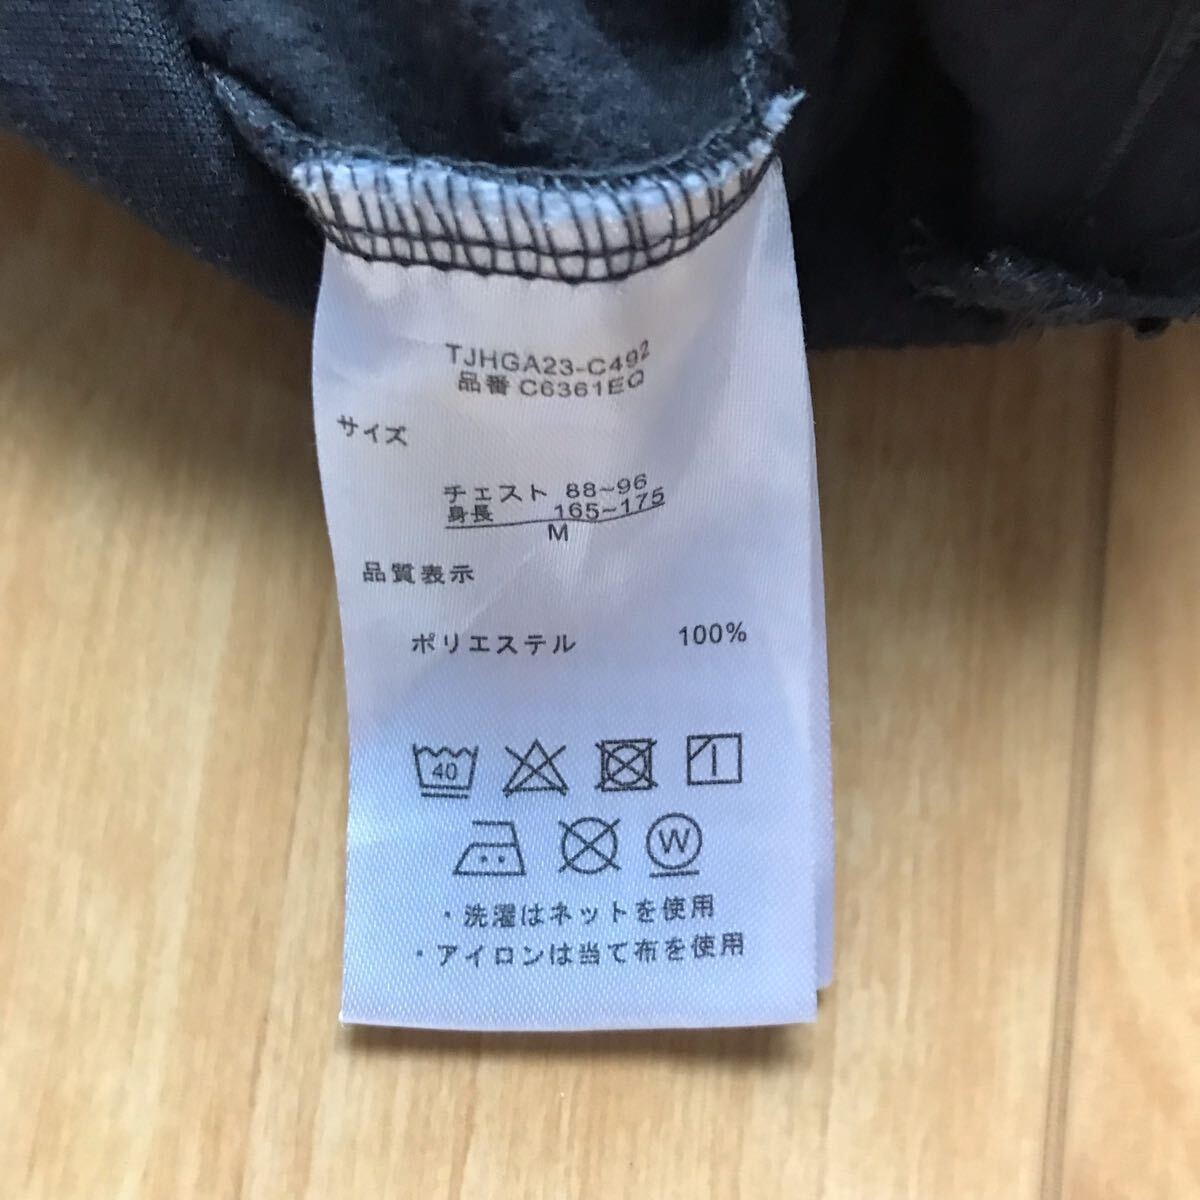 TJHGA23-C492
品番 C6361EQ
サイズ
チェスト 88~96
身長 165~175
M
品質表示
ポリエステル 100%
40
W
・洗濯はネットを使用
・アイロンは当て布を使用